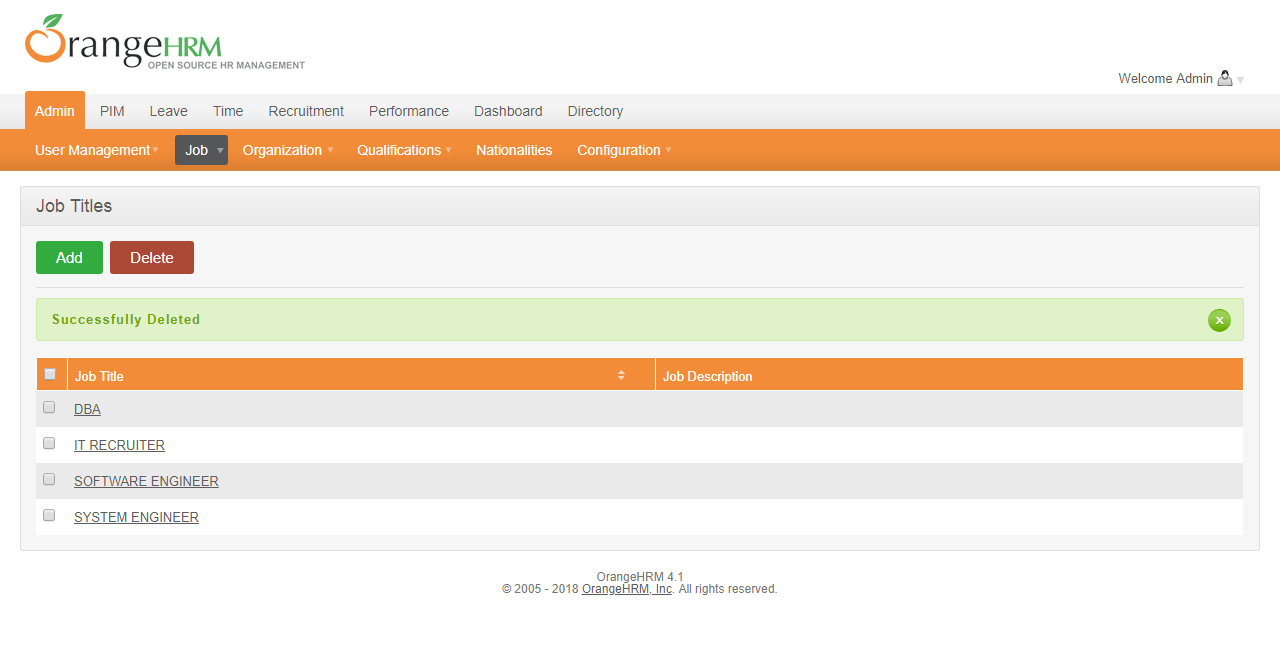 OrangeHRM
OPEN SOURCE HR MANAGEMENT
Welcome Admin
Admin PIM Leave Time Recruitment Performance Dashboard Directory
User Management Job Organization Qualifications Nationalities Configuration
Job Titles
Add Delete
Successfully Deleted x
Job Title Job Description
DBA
IT RECRUITER
SOFTWARE ENGINEER
SYSTEM ENGINEER
OrangeHRM 4.1
© 2005 - 2018 OrangeHRM, Inc. All rights reserved.